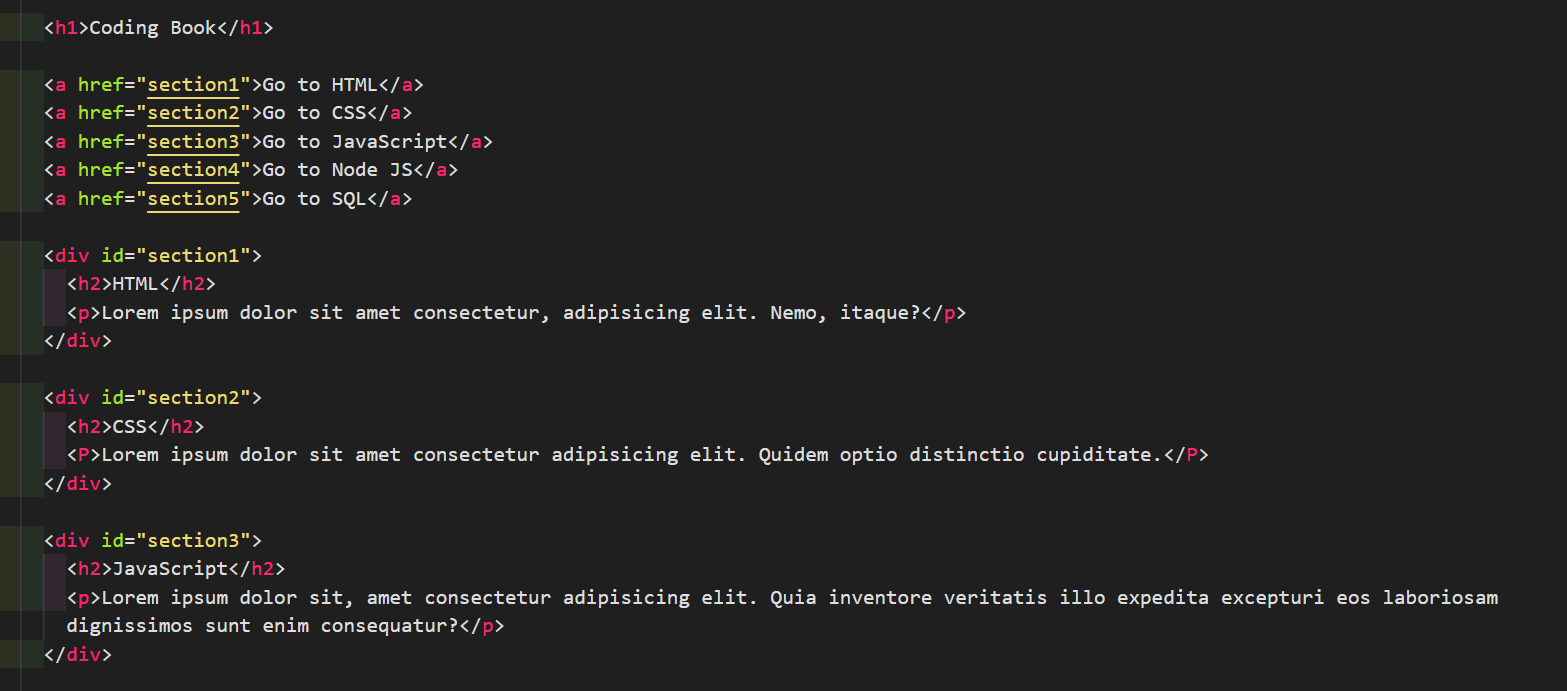 <h1>Coding Book</h1>
<a href="section1">Go to HTML</a>
<a href="section2">Go to CSS</a>
<a href="section3">Go to JavaScript</a>
<a href="section4">Go to Node JS</a>
<a href="section5">Go to SQL</a>
<div id="section1">
<h2>HTML</h2>
<p>Lorem ipsum dolor sit amet consectetur, adipisicing elit. Nemo, itaque?</p>
</div>
<div id="section2">
<h2>CSS</h2>
<P>Lorem ipsum dolor sit amet consectetur adipisicing elit. Quidem optio distinctio cupiditate.</P>
</div>
<div id="section3">
<h2>JavaScript</h2>
<p>Lorem ipsum dolor sit, amet consectetur adipisicing elit. Quia inventore veritatis illo expedita excepturi eos laboriosam
dignissimos sunt enim consequatur?</p>
</div>